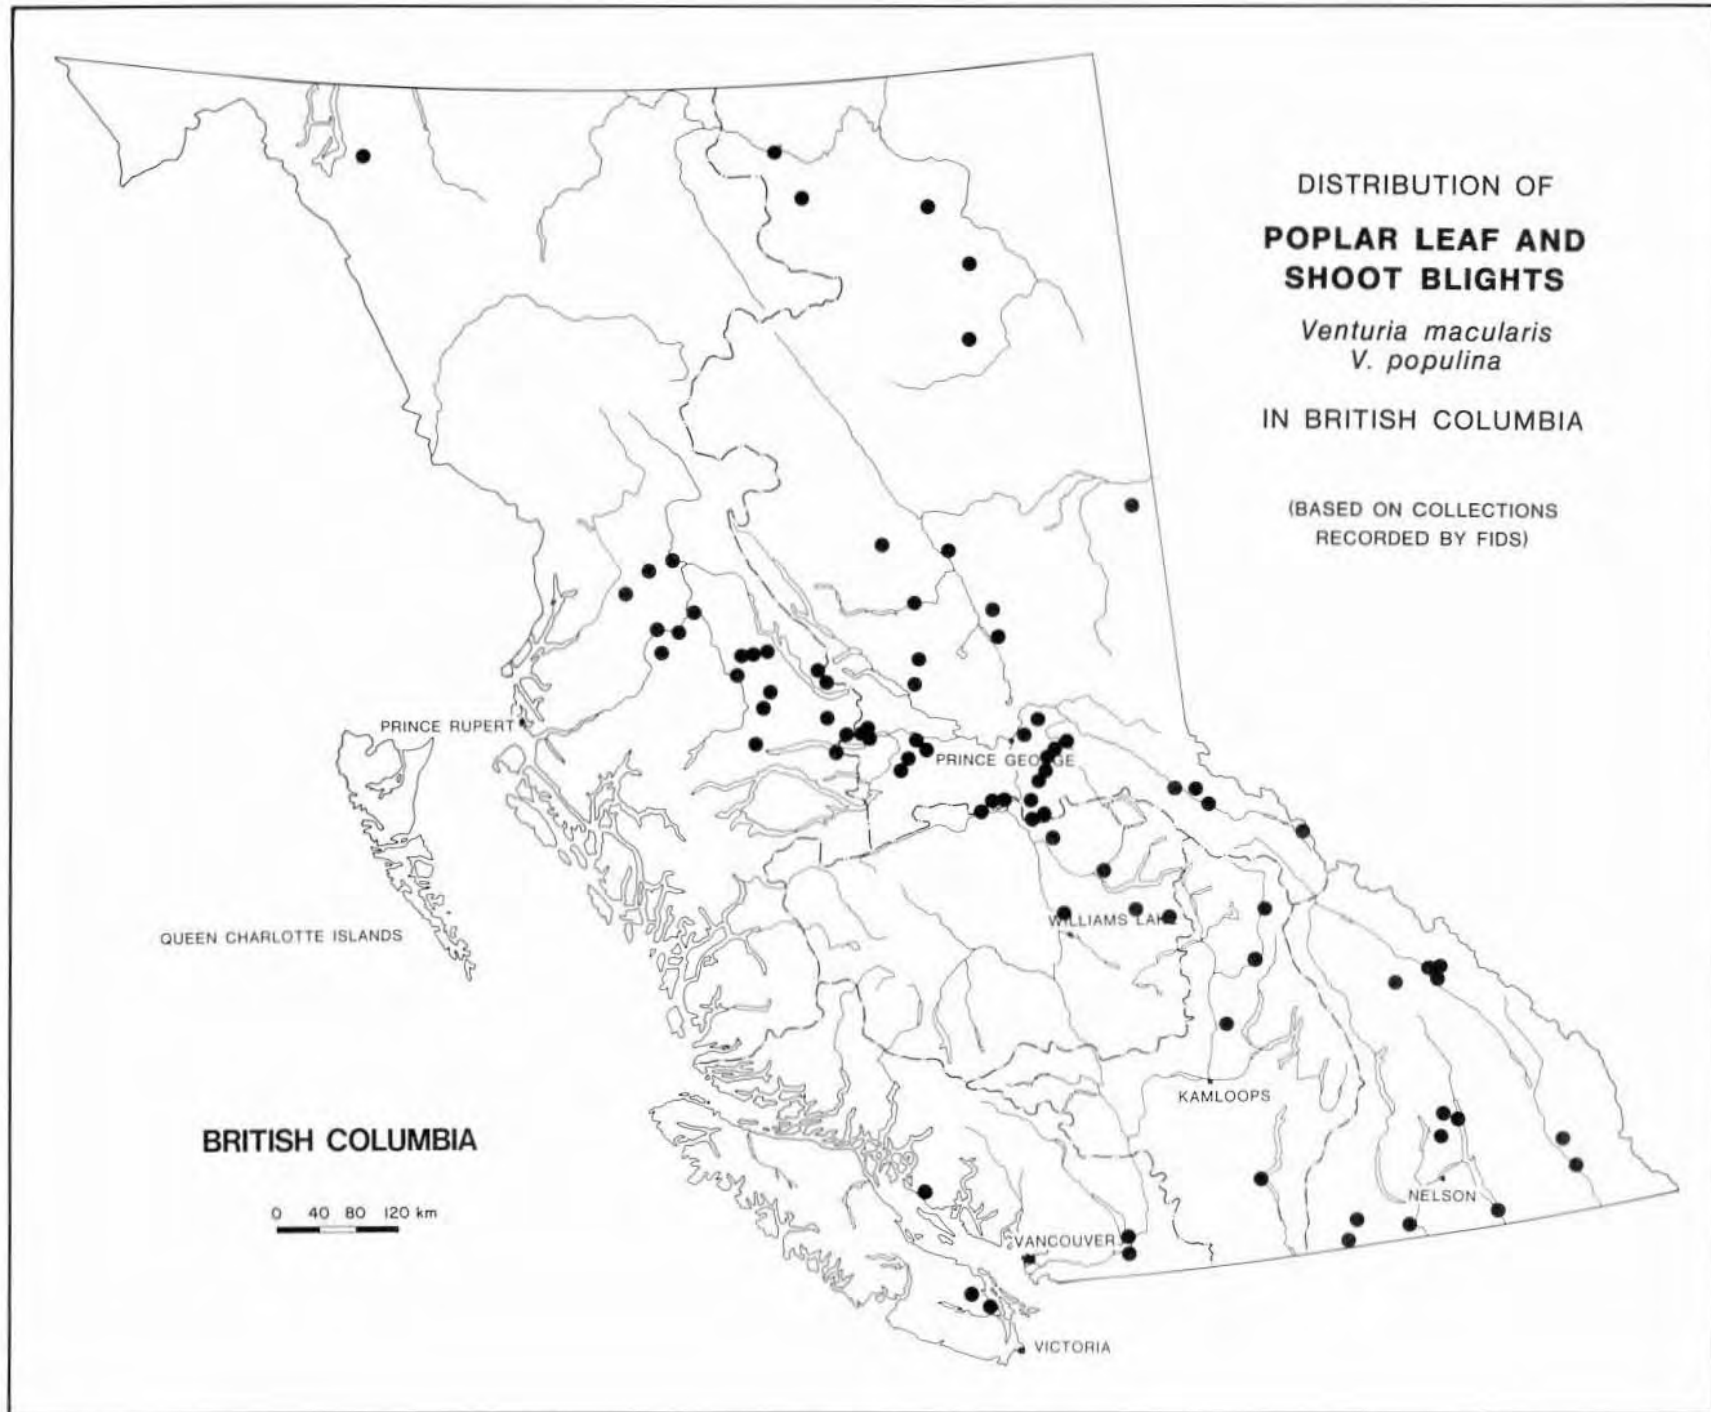 DISTRIBUTION OF
POPLAR LEAF AND
SHOOT BLIGHTS
Venturia macularis
V. populina
IN BRITISH COLUMBIA
(BASED ON COLLECTIONS
RECORDED BY FIDS)
PRINCE RUPERT
PRINCE GEORGE
QUEEN CHARLOTTE ISLANDS
WILLIAMS LAKE
KAMLOOPS
BRITISH COLUMBIA
0 40 80 120 km
NELSON
VANCOUVER
VICTORIA